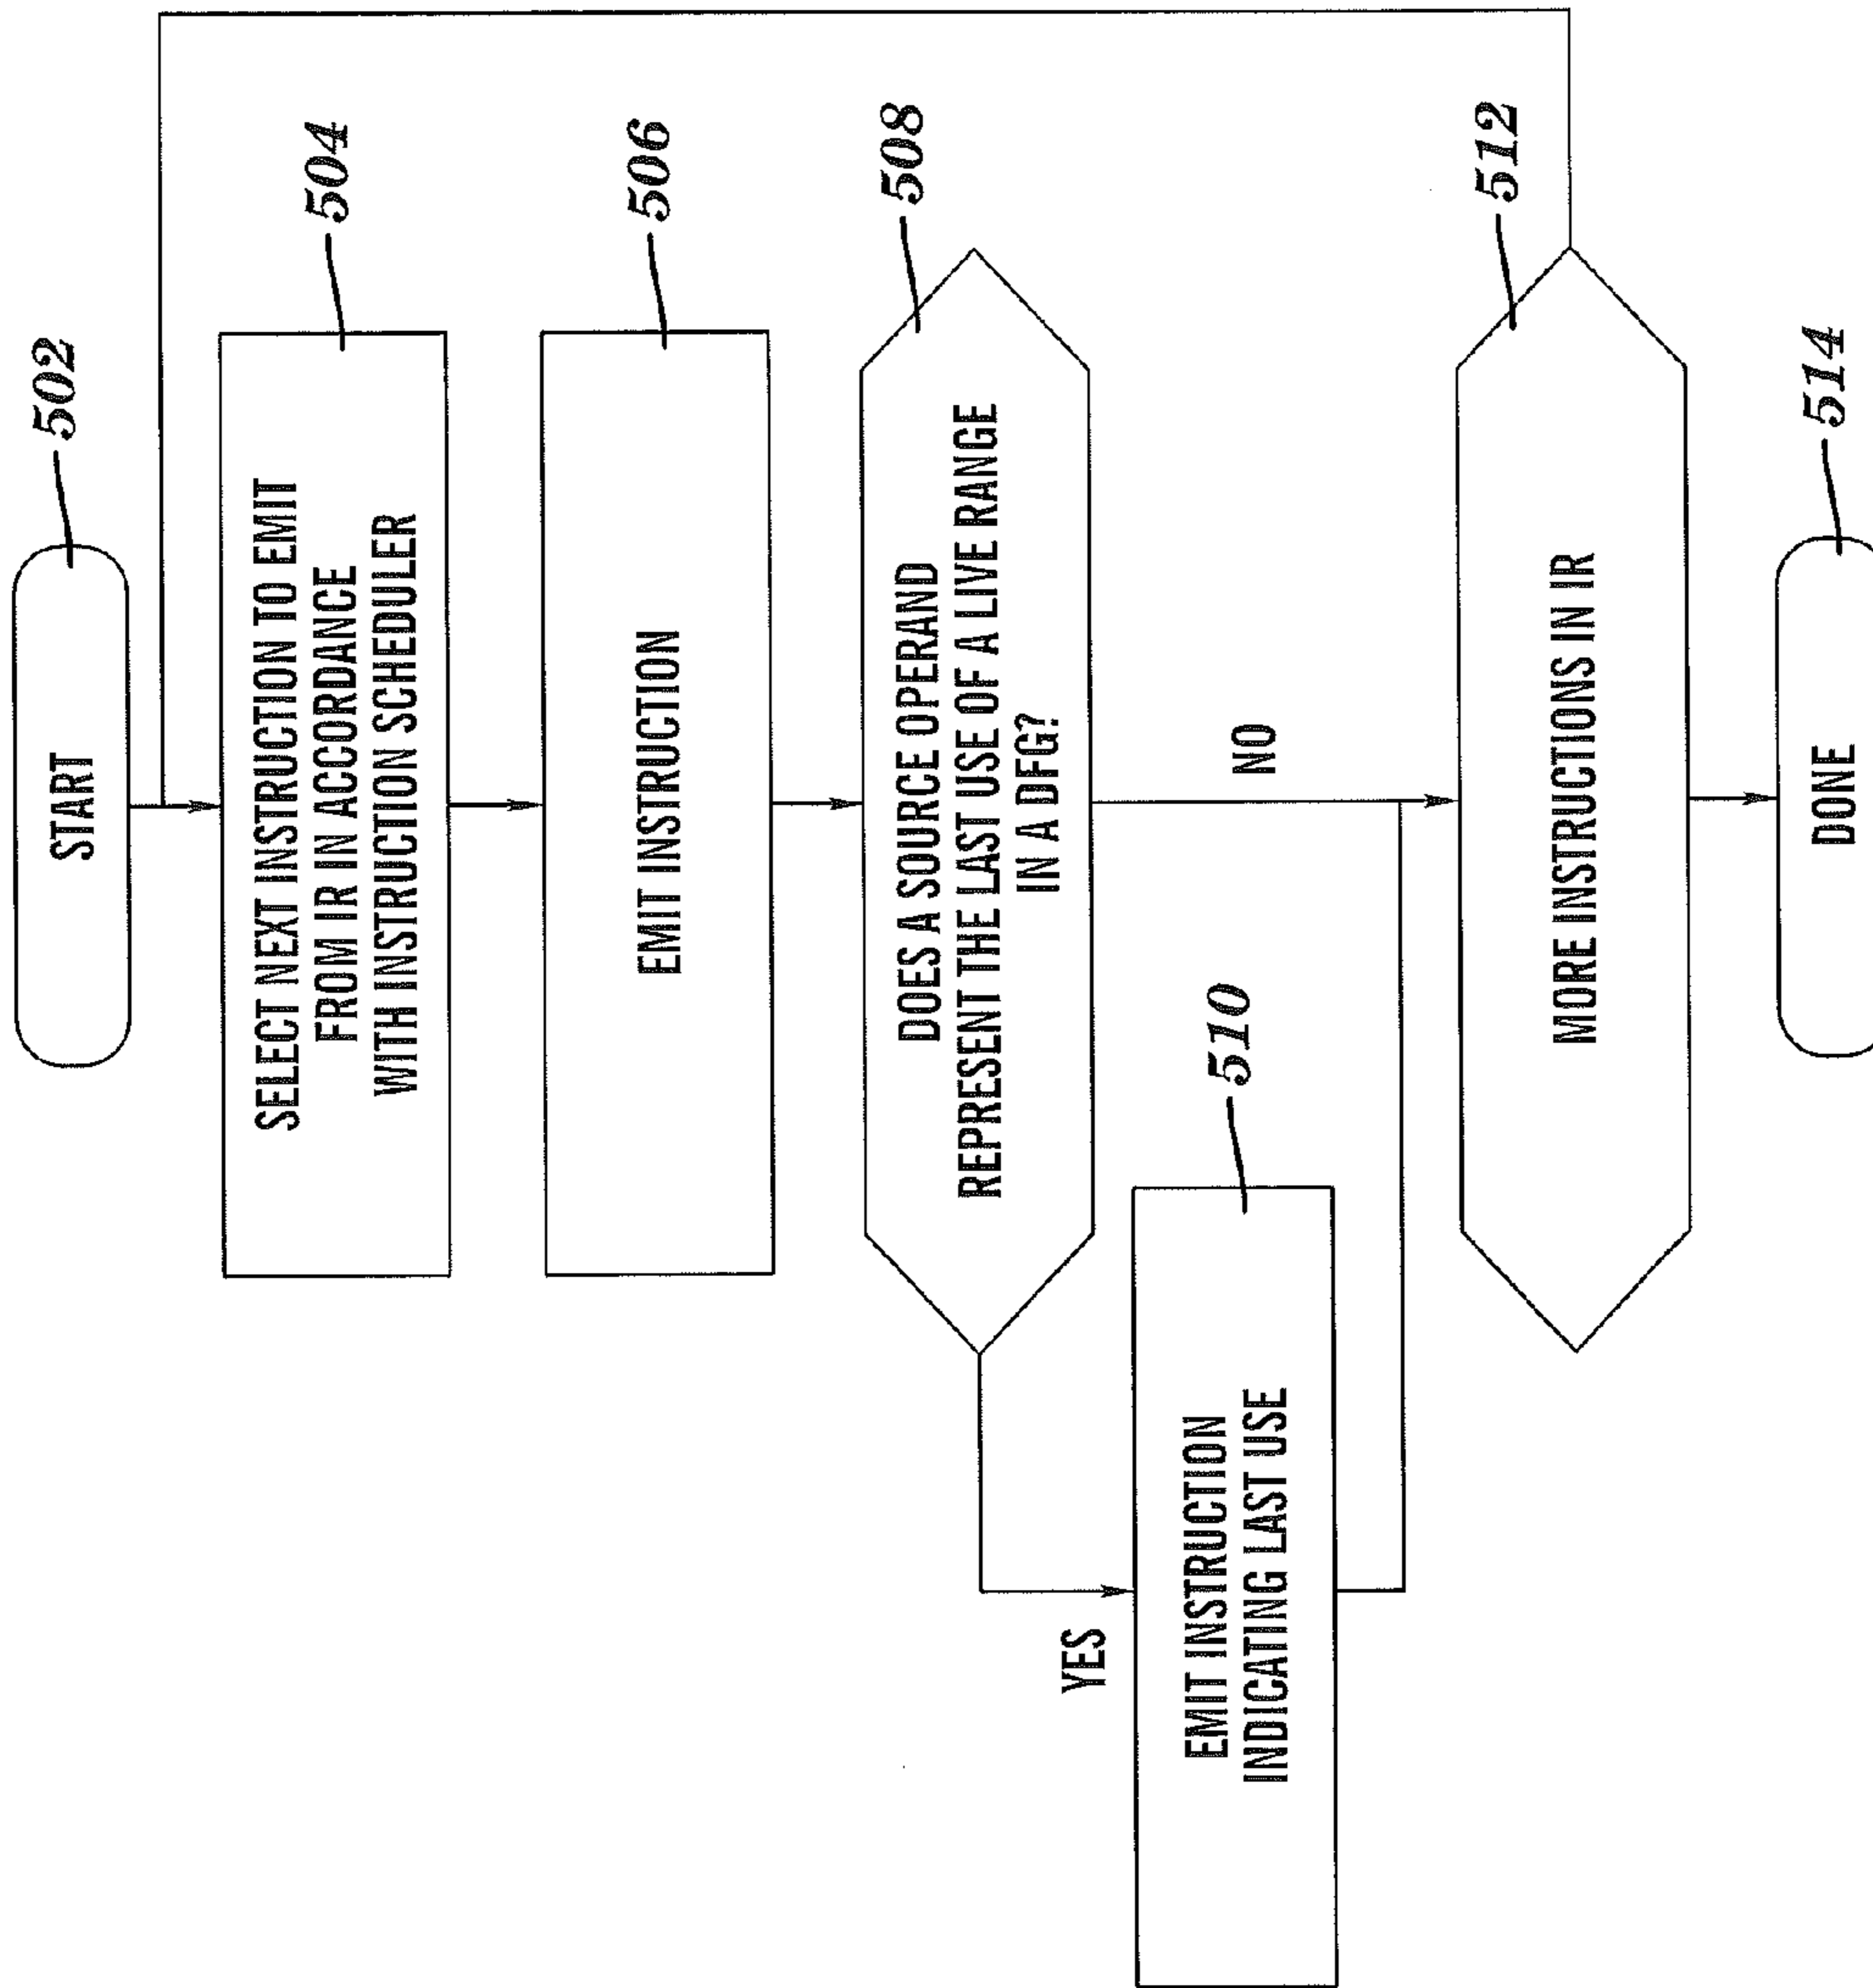 START
502
SELECT NEXT INSTRUCTION TO EMIT
FROM IR IN ACCORDANCE
WITH INSTRUCTION SCHEDULER
504
EMIT INSTRUCTION
506
DOES A SOURCE OPERAND
REPRESENT THE LAST USE OF A LIVE RANGE
IN A DFG?
508
YES
NO
EMIT INSTRUCTION
INDICATING LAST USE
510
MORE INSTRUCTIONS IN IR
512
DONE
514